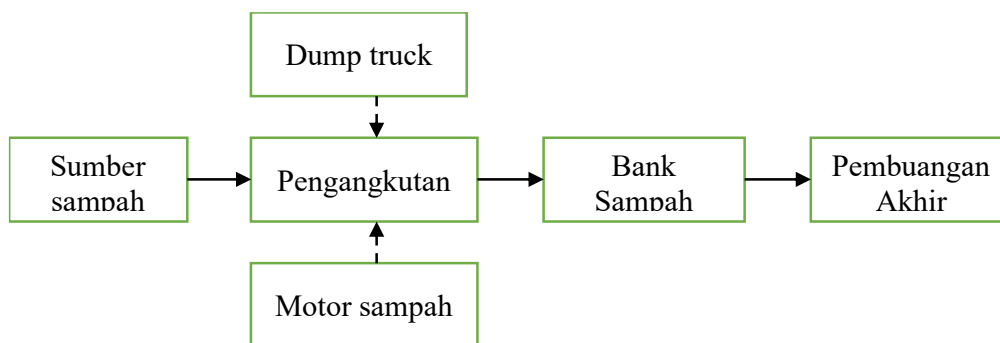 Dump truck
Sumber
sampah
Pengangkutan
Bank
Sampah
Pembuangan
Akhir
Motor sampah